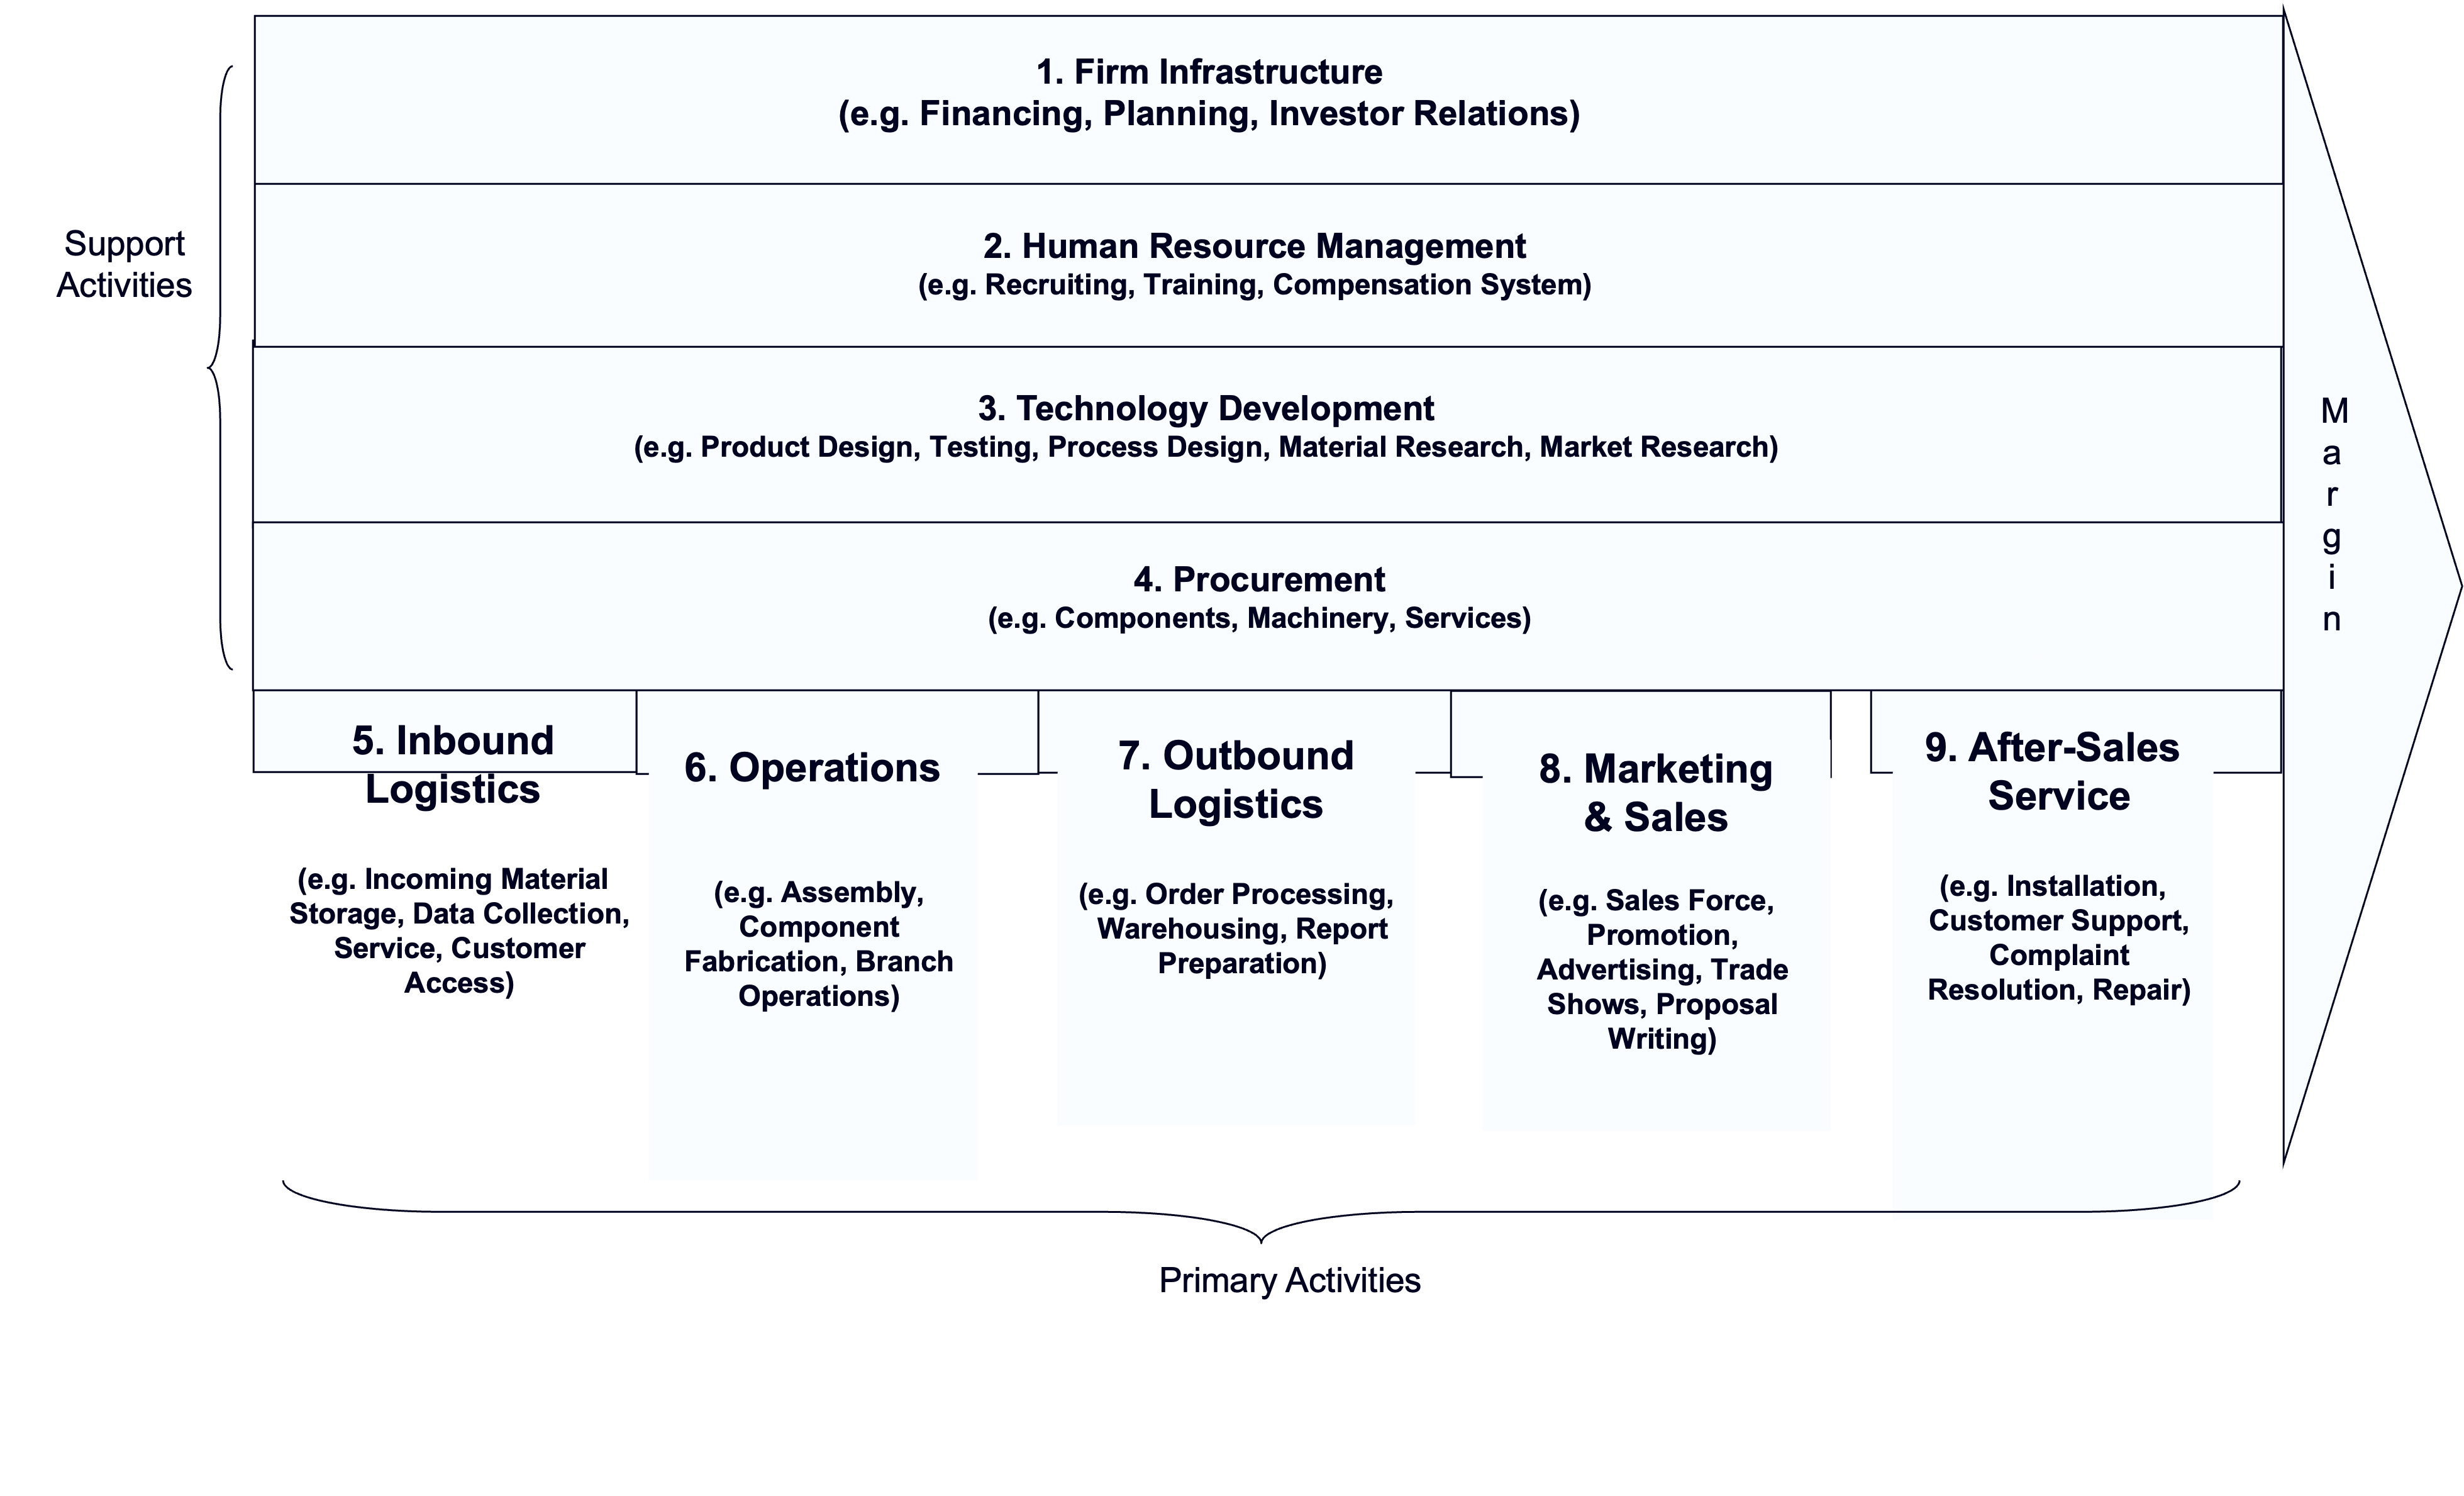 1. Firm Infrastructure
(e.g. Financing, Planning, Investor Relations)
Support
Activities
2. Human Resource Management
(e.g. Recruiting, Training, Compensation System)
3. Technology Development
(e.g. Product Design, Testing, Process Design, Material Research, Market Research)
4. Procurement
(e.g. Components, Machinery, Services)
M
a
r
g
i
n
5. Inbound
Logistics
(e.g. Incoming Material
Storage, Data Collection,
Service, Customer
Access)
6. Operations
(e.g. Assembly,
Component
Fabrication, Branch
Operations)
7. Outbound
Logistics
(e.g. Order Processing,
Warehousing, Report
Preparation)
8. Marketing
& Sales
(e.g. Sales Force,
Promotion,
Advertising, Trade
Shows, Proposal
Writing)
9. After-Sales
Service
(e.g. Installation,
Customer Support,
Complaint
Resolution, Repair)
Primary Activities